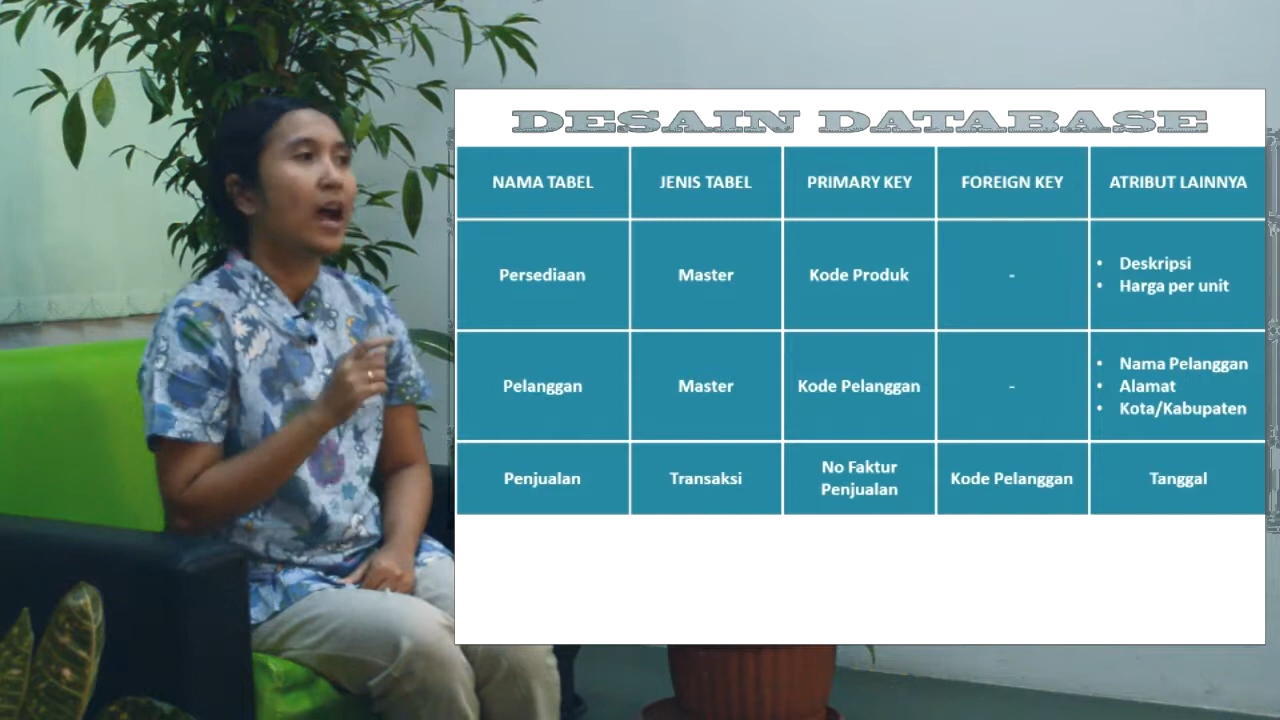 DESAIN DATABASE
NAMA TABEL JENIS TABEL PRIMARY KEY FOREIGN KEY ATRIBUT LAINNYA
Persediaan Master Kode Produk - • Deskripsi
• Harga per unit
Pelanggan Master Kode Pelanggan - • Nama Pelanggan
• Alamat
• Kota/Kabupaten
Penjualan Transaksi No Faktur
Penjualan Kode Pelanggan Tanggal